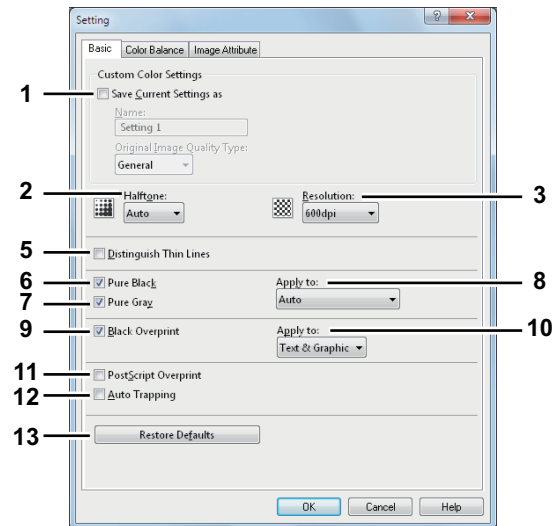 Setting
?
Basic Color Balance Image Attribute
Custom Color Settings
1
Save Current Settings as
Name:
Setting 1
Original Image Quality Type:
General
2
Halftone:
Auto
Resolution:
600dpi
3
5
Distinguish Thin Lines
6
Pure Black
7
Pure Gray
Apply to:
Auto
8
9
Black Overprint
Apply to:
Text & Graphic
10
11
PostScript Overprint
12
Auto Trapping
13
Restore Defaults
OK Cancel Help